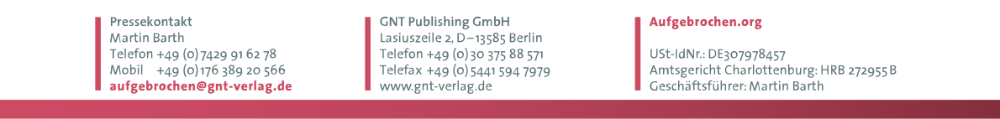 Pressekontakt
Martin Barth
Telefon +49 (0) 7429 91 62 78
Mobil +49 (0) 176 389 20 566
aufgebrochen@gnt-verlag.de
GNT Publishing GmbH
Lasiuszeile 2, D–13585 Berlin
Telefon +49 (0) 30 375 88 571
Telefax +49 (0) 5441 594 7979
www.gnt-verlag.de
Aufgebrochen.org
USt-IdNr.: DE307978457
Amtsgericht Charlottenburg: HRB 272955 B
Geschäftsführer: Martin Barth